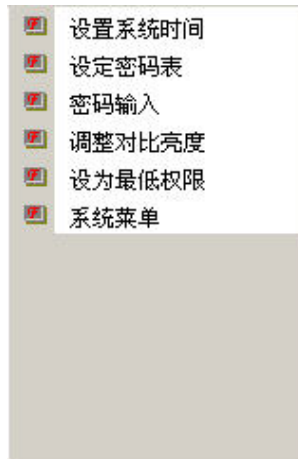 设置系统时间
设定密码表
密码输入
调整对比亮度
设为最低权限
系统菜单